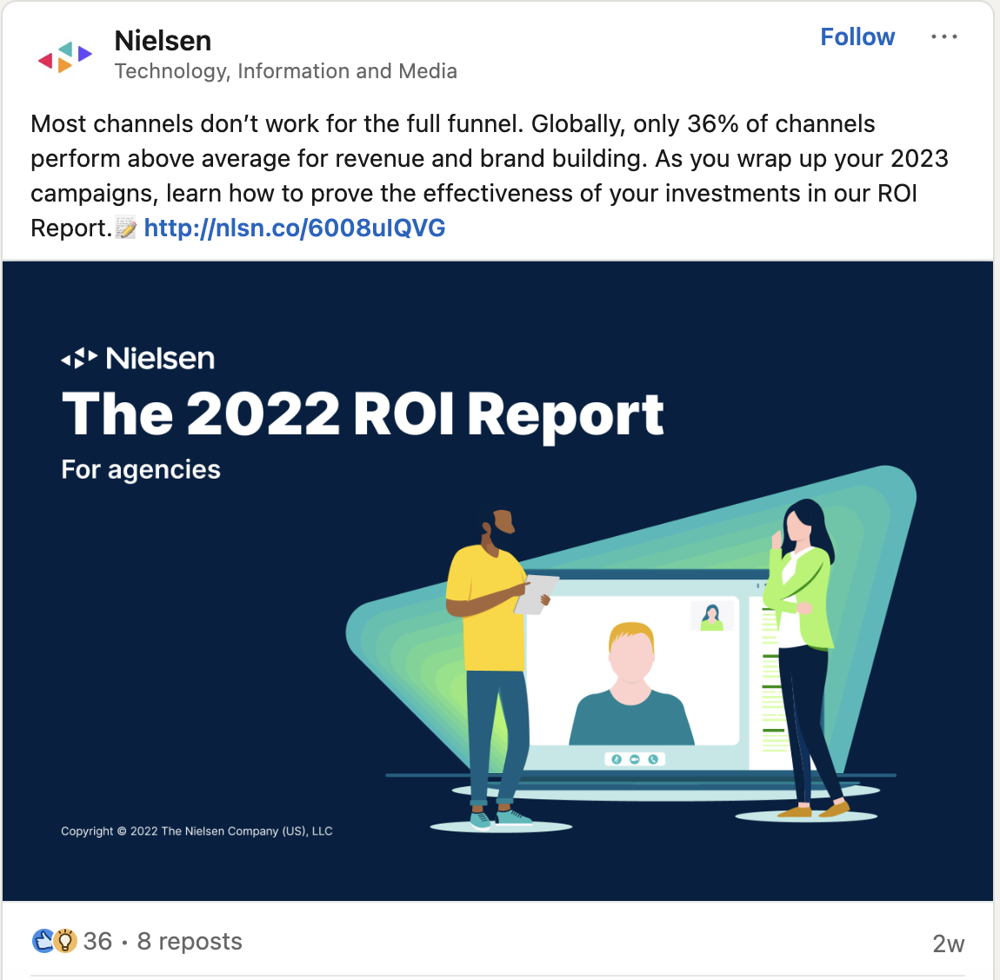 Nielsen
Follow
Technology, Information and Media
Most channels don’t work for the full funnel. Globally, only 36% of channels
perform above average for revenue and brand building. As you wrap up your 2023
campaigns, learn how to prove the effectiveness of your investments in our ROI
Report.📝 http://nlsn.co/6008uIQVG
Nielsen
The 2022 ROI Report
For agencies
Copyright © 2022 The Nielsen Company (US), LLC
36 · 8 reposts
2w